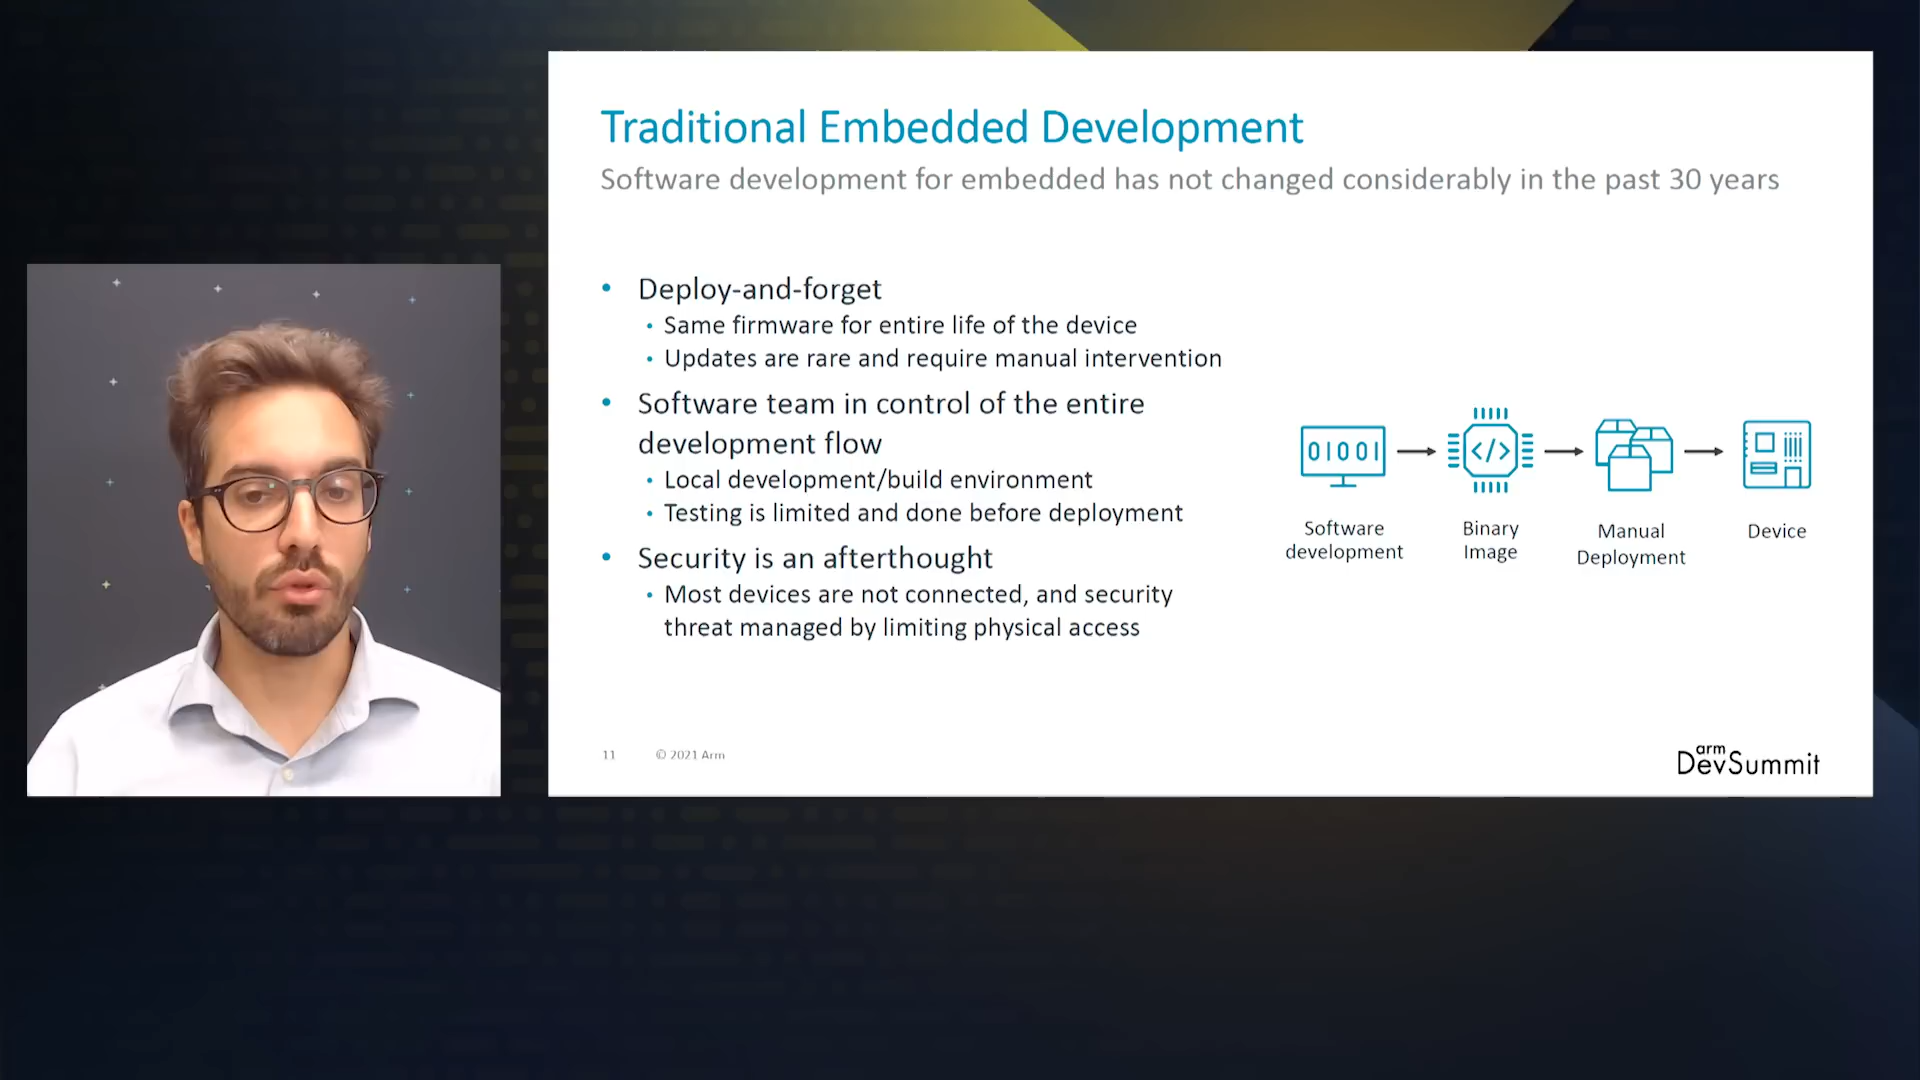 Traditional Embedded Development
Software development for embedded has not changed considerably in the past 30 years
• Deploy-and-forget
• Same firmware for entire life of the device
• Updates are rare and require manual intervention
• Software team in control of the entire
development flow
• Local development/build environment
• Testing is limited and done before deployment
• Security is an afterthought
• Most devices are not connected, and security
threat managed by limiting physical access
01001
</>
Software
development
Binary
Image
Manual
Deployment
Device
11
© 2021 Arm
arm
DevSummit